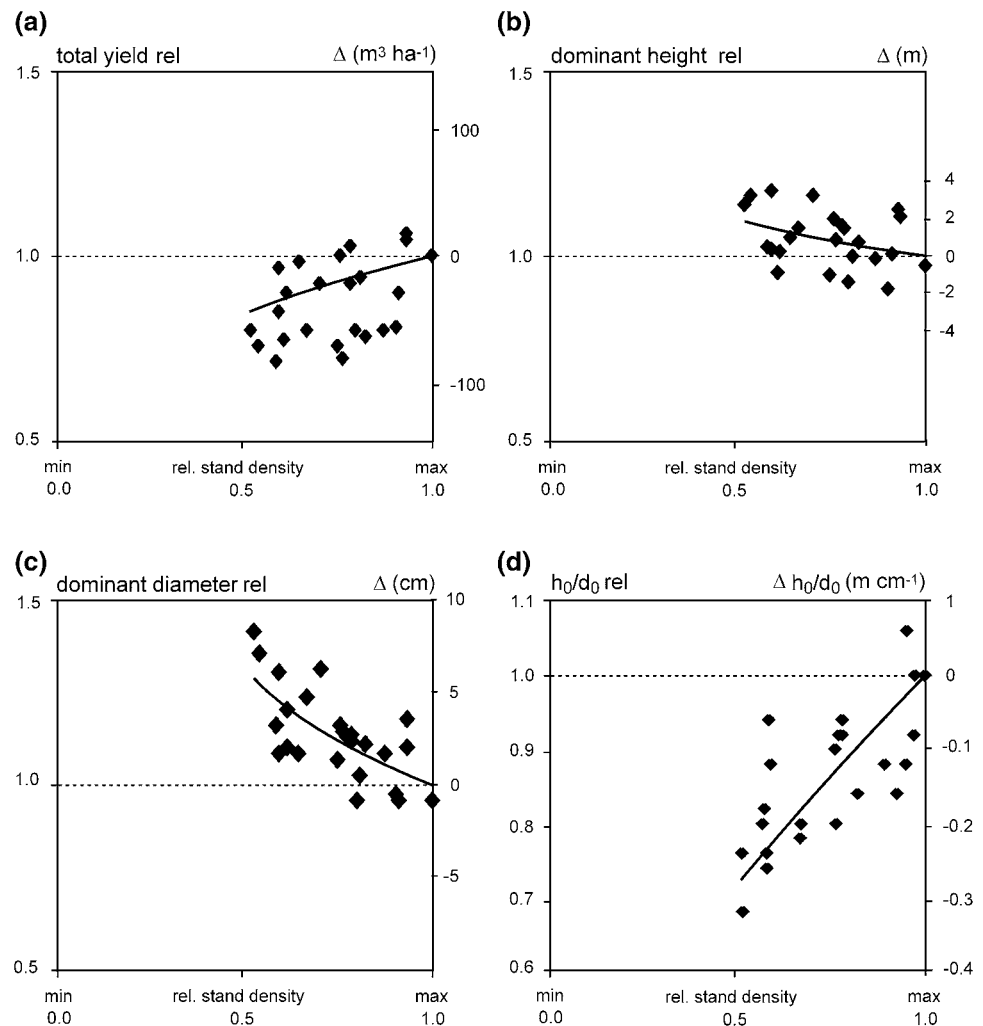 (a)
total yield rel Δ (m³ ha-¹)
1.5
100
1.0 0
-100
0.5
min rel. stand density max
0.0 0.5 1.0
(b)
dominant height rel Δ (m)
1.5
4
2
1.0 0
-2
-4
0.5
min rel. stand density max
0.0 0.5 1.0
(c)
dominant diameter rel Δ (cm)
1.5 10
5
1.0 0
-5
0.5
min rel. stand density max
0.0 0.5 1.0
(d)
h₀/d₀ rel Δ h₀/d₀ (m cm-¹)
1.1 1
1.0 0
0.9 -0.1
0.8 -0.2
0.7 -0.3
0.6 -0.4
min rel. stand density max
0.0 0.5 1.0